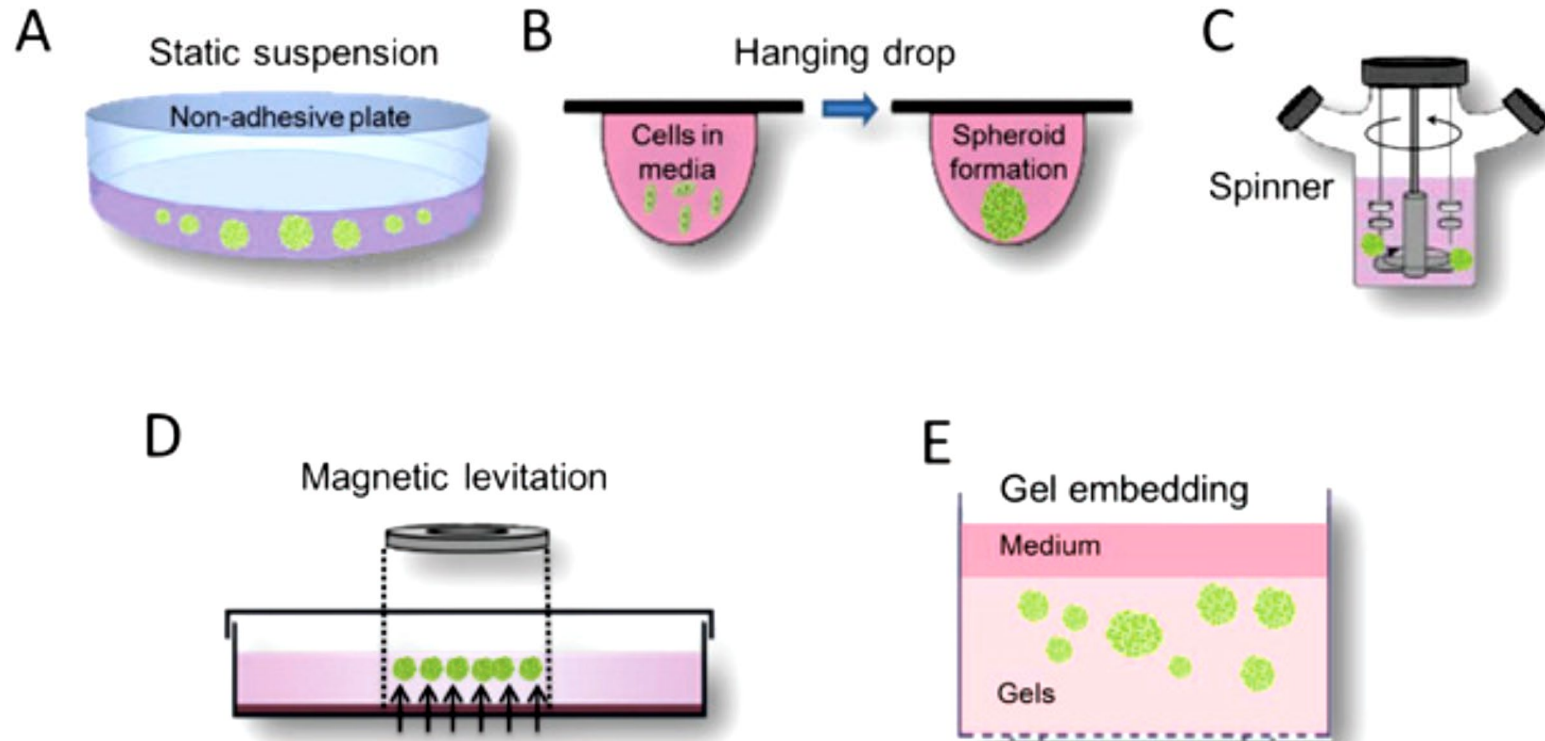 A
Static suspension
Non-adhesive plate
B
Hanging drop
Cells in
media
Spheroid
formation
C
Spinner
D
Magnetic levitation
E
Gel embedding
Medium
Gels